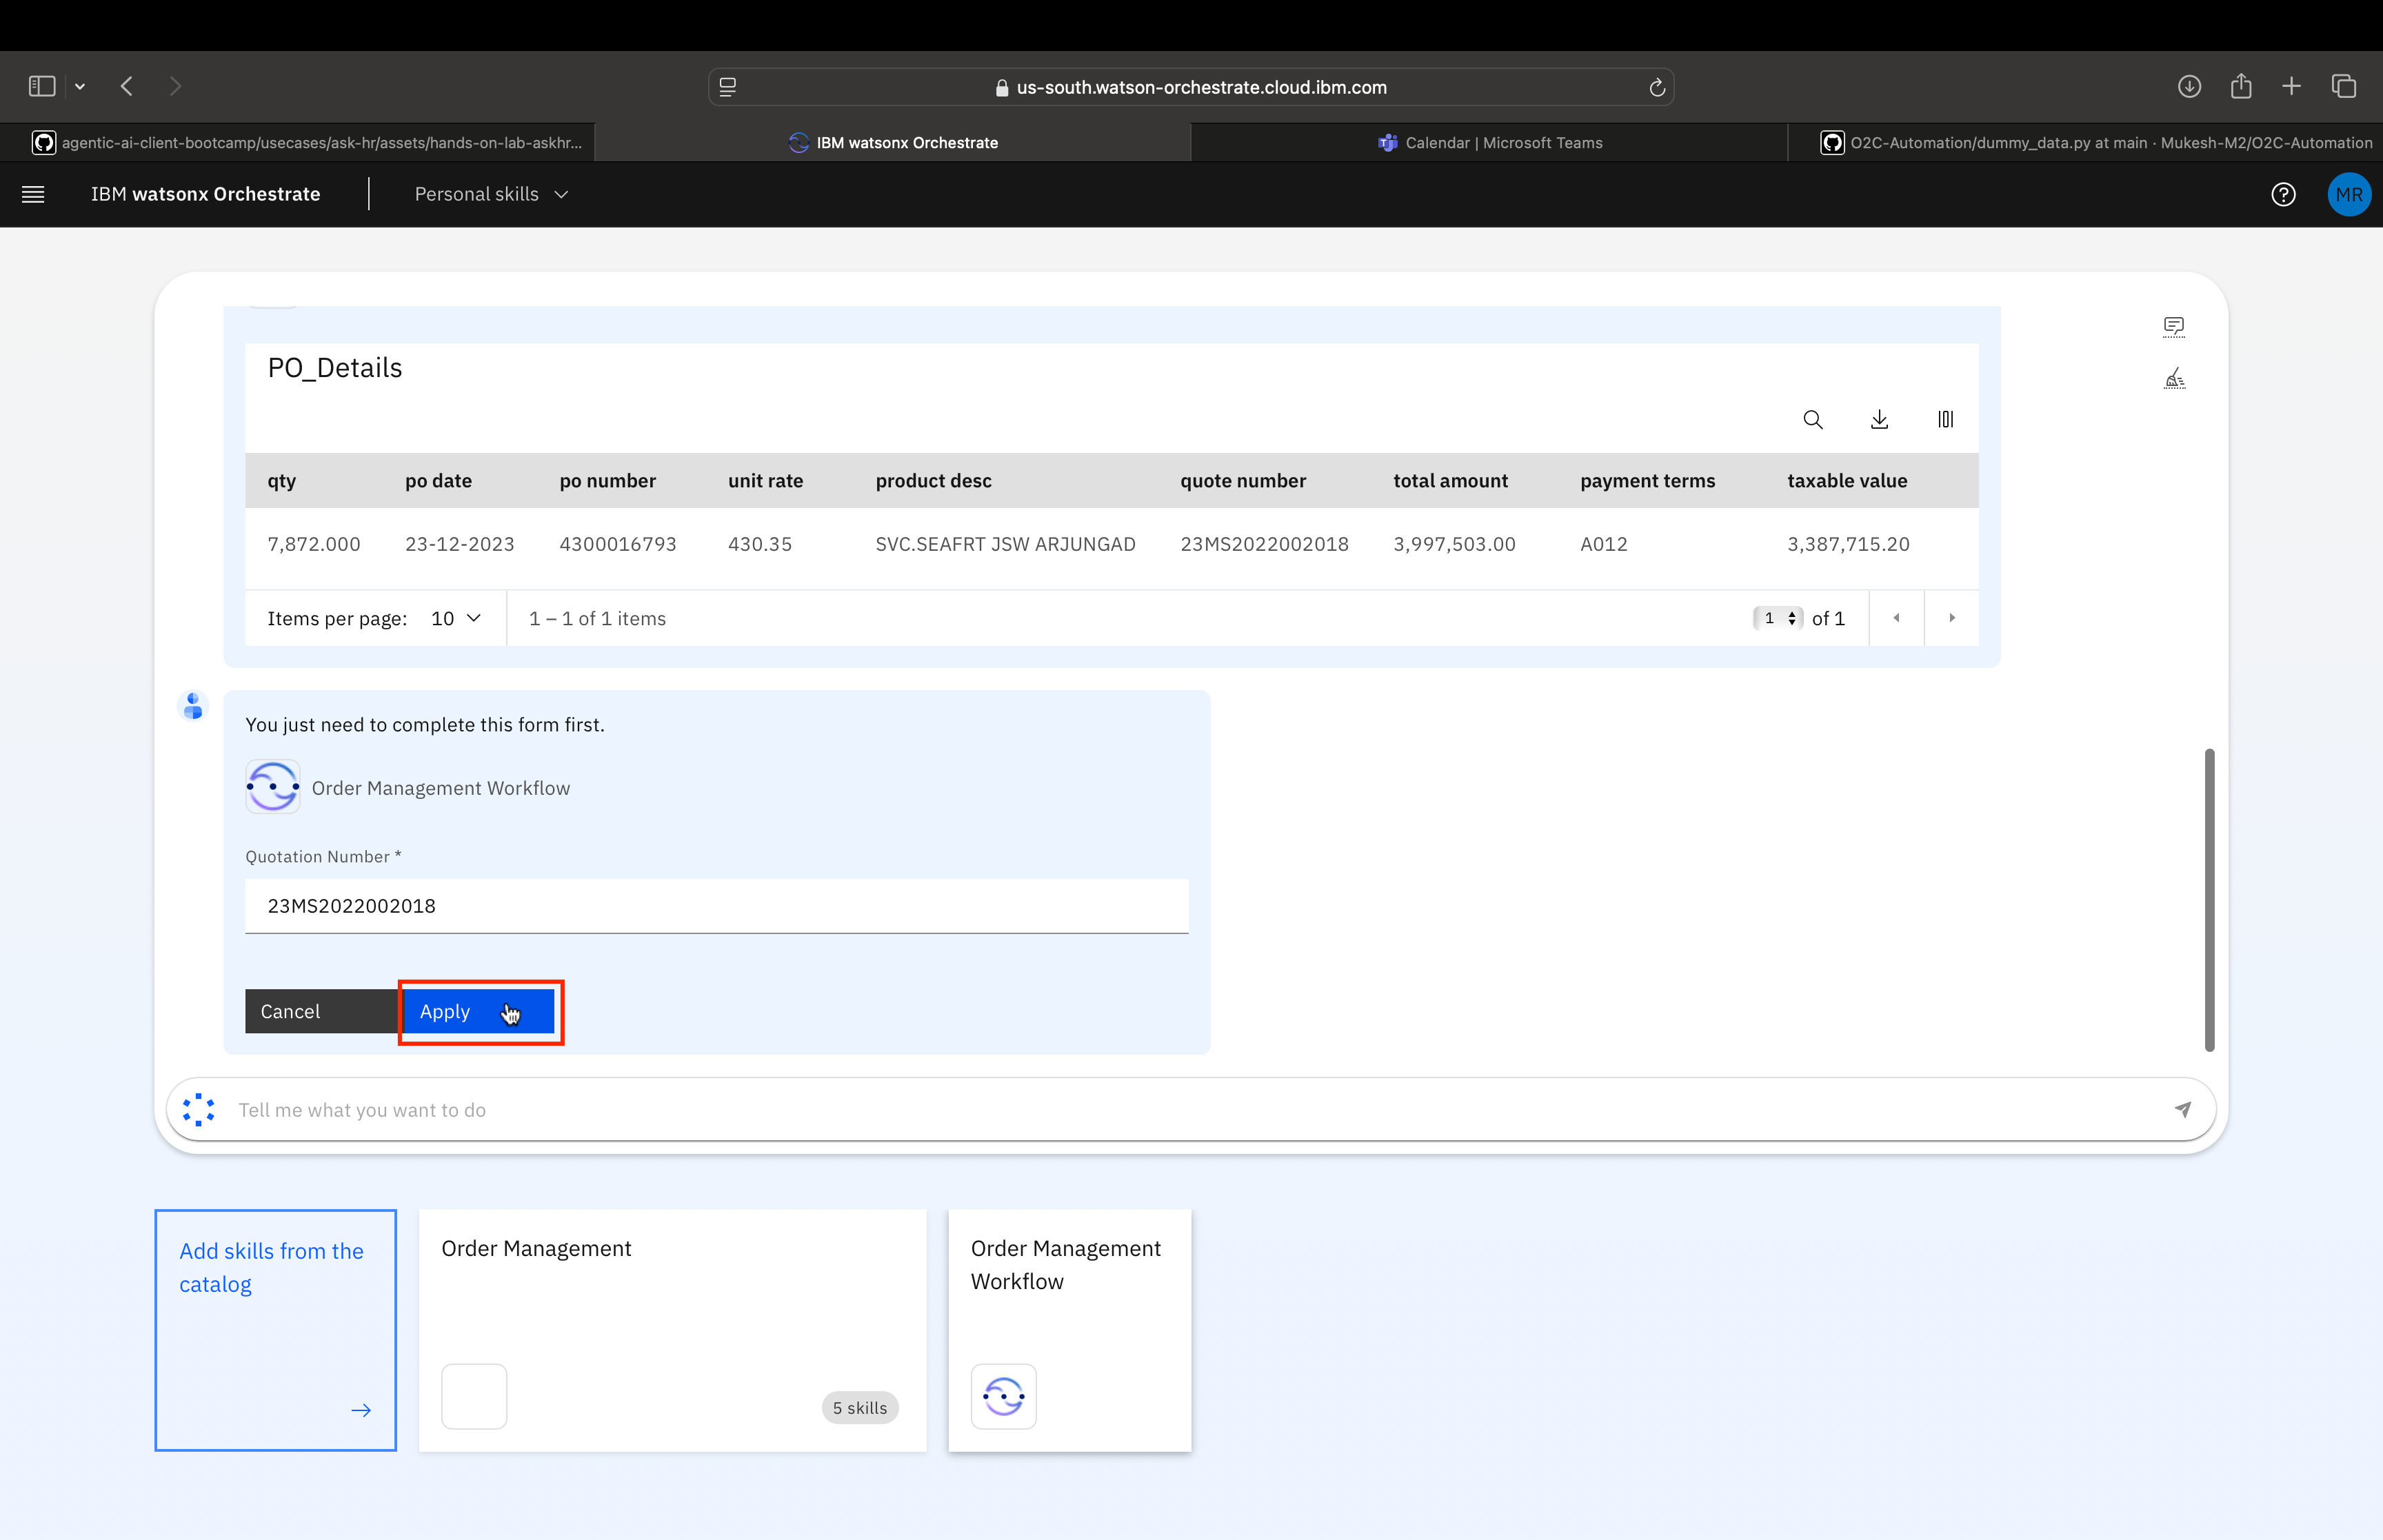 us-south.watson-orchestrate.cloud.ibm.com
agentic-ai-client-bootcamp/usecases/ask-hr/assets/hands-on-lab-askhr...
IBM watsonx Orchestrate
Calendar | Microsoft Teams
O2C-Automation/dummy_data.py at main · Mukesh-M2/O2C-Automation
IBM watsonx Orchestrate
Personal skills
MR
PO_Details
qty po date po number unit rate product desc quote number total amount payment terms taxable value
7,872.000 23-12-2023 4300016793 430.35 SVC.SEAFRT JSW ARJUNGAD 23MS2022002018 3,997,503.00 A012 3,387,715.20
Items per page: 10 1 – 1 of 1 items 1 of 1
You just need to complete this form first.
Order Management Workflow
Quotation Number *
23MS2022002018
Cancel Apply
Tell me what you want to do
Add skills from the
catalog
Order Management
5 skills
Order Management
Workflow